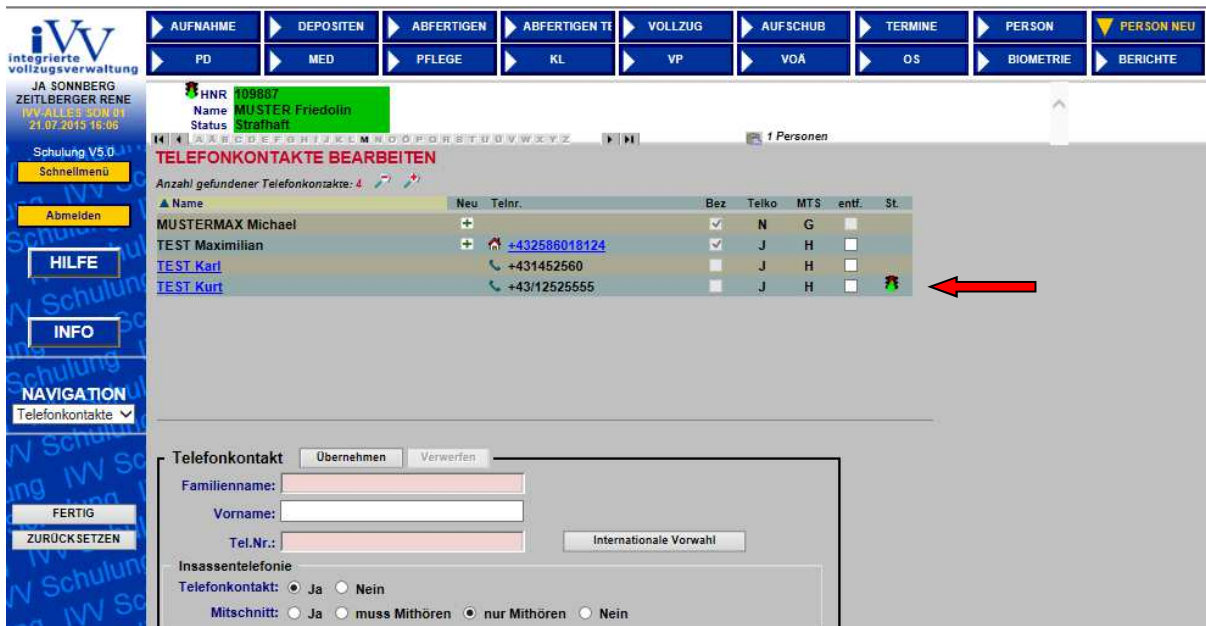 iVV
integrierte
vollzugsverwaltung
AUFNAHME DEPOSITEN ABFERTIGEN ABFERTIGEN TE VOLLZUG AUFSCHUB TERMINE PERSON PERSON NEU
PD MED PFLEGE KL VP VOÄ OS BIOMETRIE BERICHTE
JA SONNBERG
ZEITLBERGER RENE
IVV-ALLES SON 01
21.07.2015 16:06
Schulung V5.0
Schnellmenü
Abmelden
HILFE
INFO
NAVIGATION
Telefonkontakte
FERTIG
ZURÜCKSETZEN
HNR 109887
Name MUSTER Friedolin
Status Strafhaft
A Ä B C D E F G H I J K L M N O Ö P Q R S T U Ü V W X Y Z
1 Personen
TELEFONKONTAKTE BEARBEITEN
Anzahl gefundener Telefonkontakte: 4
Name Neu Telnr. Bez Telko MTS entf. St.
MUSTERMAX Michael N G
TEST Maximilian +432586018124 J H
TEST Karl +431452560 J H
TEST Kurt +43/12525555 J H
Telefonkontakt Übernehmen Verwerfen
Familienname:
Vorname:
Tel.Nr.: Internationale Vorwahl
Insassentelefonie
Telefonkontakt: Ja Nein
Mitschnitt: Ja muss Mithören nur Mithören Nein